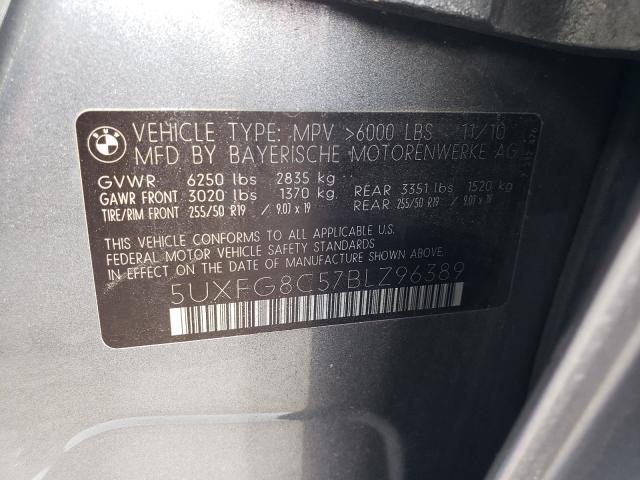 BMW
VEHICLE TYPE: MPV >6000 LBS 11/10
MFD BY BAYERISCHE MOTORENWERKE AG
GVWR 6250 lbs 2835 kg
GAWR FRONT 3020 lbs 1370 kg REAR 3351 lbs 1520 kg
TIRE/RIM FRONT 255/50 R19 / 9.0J x 19 REAR 255/50 R19 / 9.0J x 19
THIS VEHICLE CONFORMS TO ALL APPLICABLE U.S.
FEDERAL MOTOR VEHICLE SAFETY STANDARDS
IN EFFECT ON THE DATE OF MANUFACTURE SHOWN ABOVE.
5UXFG8C57BLZ96389